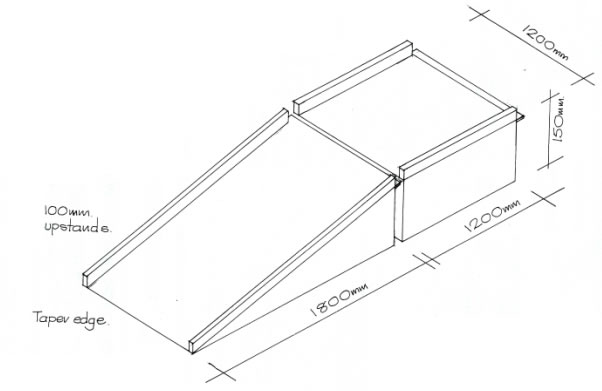 1200mm
150mm.
100mm.
upstands.
1200mm
1800mm
Taper edge.